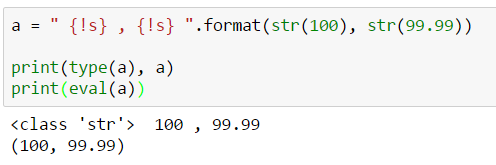 a = " {!s} , {!s} ".format(str(100), str(99.99))
print(type(a), a)
print(eval(a))
<class 'str'>  100 , 99.99
(100, 99.99)